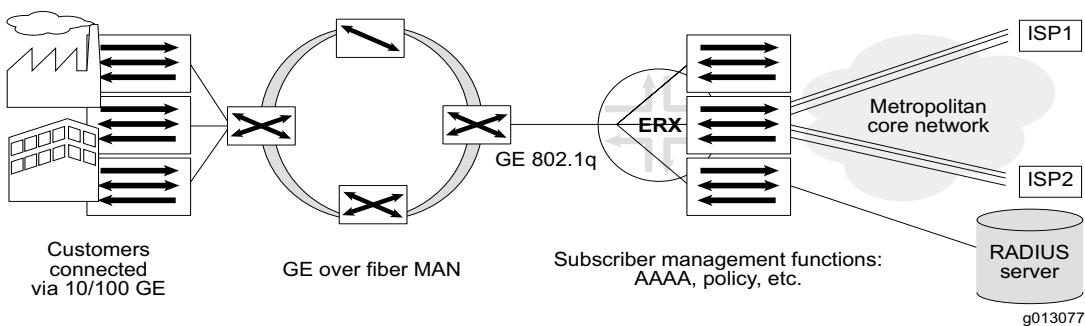 ISP1
Metropolitan
core network
ERX
GE 802.1q
ISP2
Customers
connected
via 10/100 GE
GE over fiber MAN
Subscriber management functions:
AAAA, policy, etc.
RADIUS
server
g013077